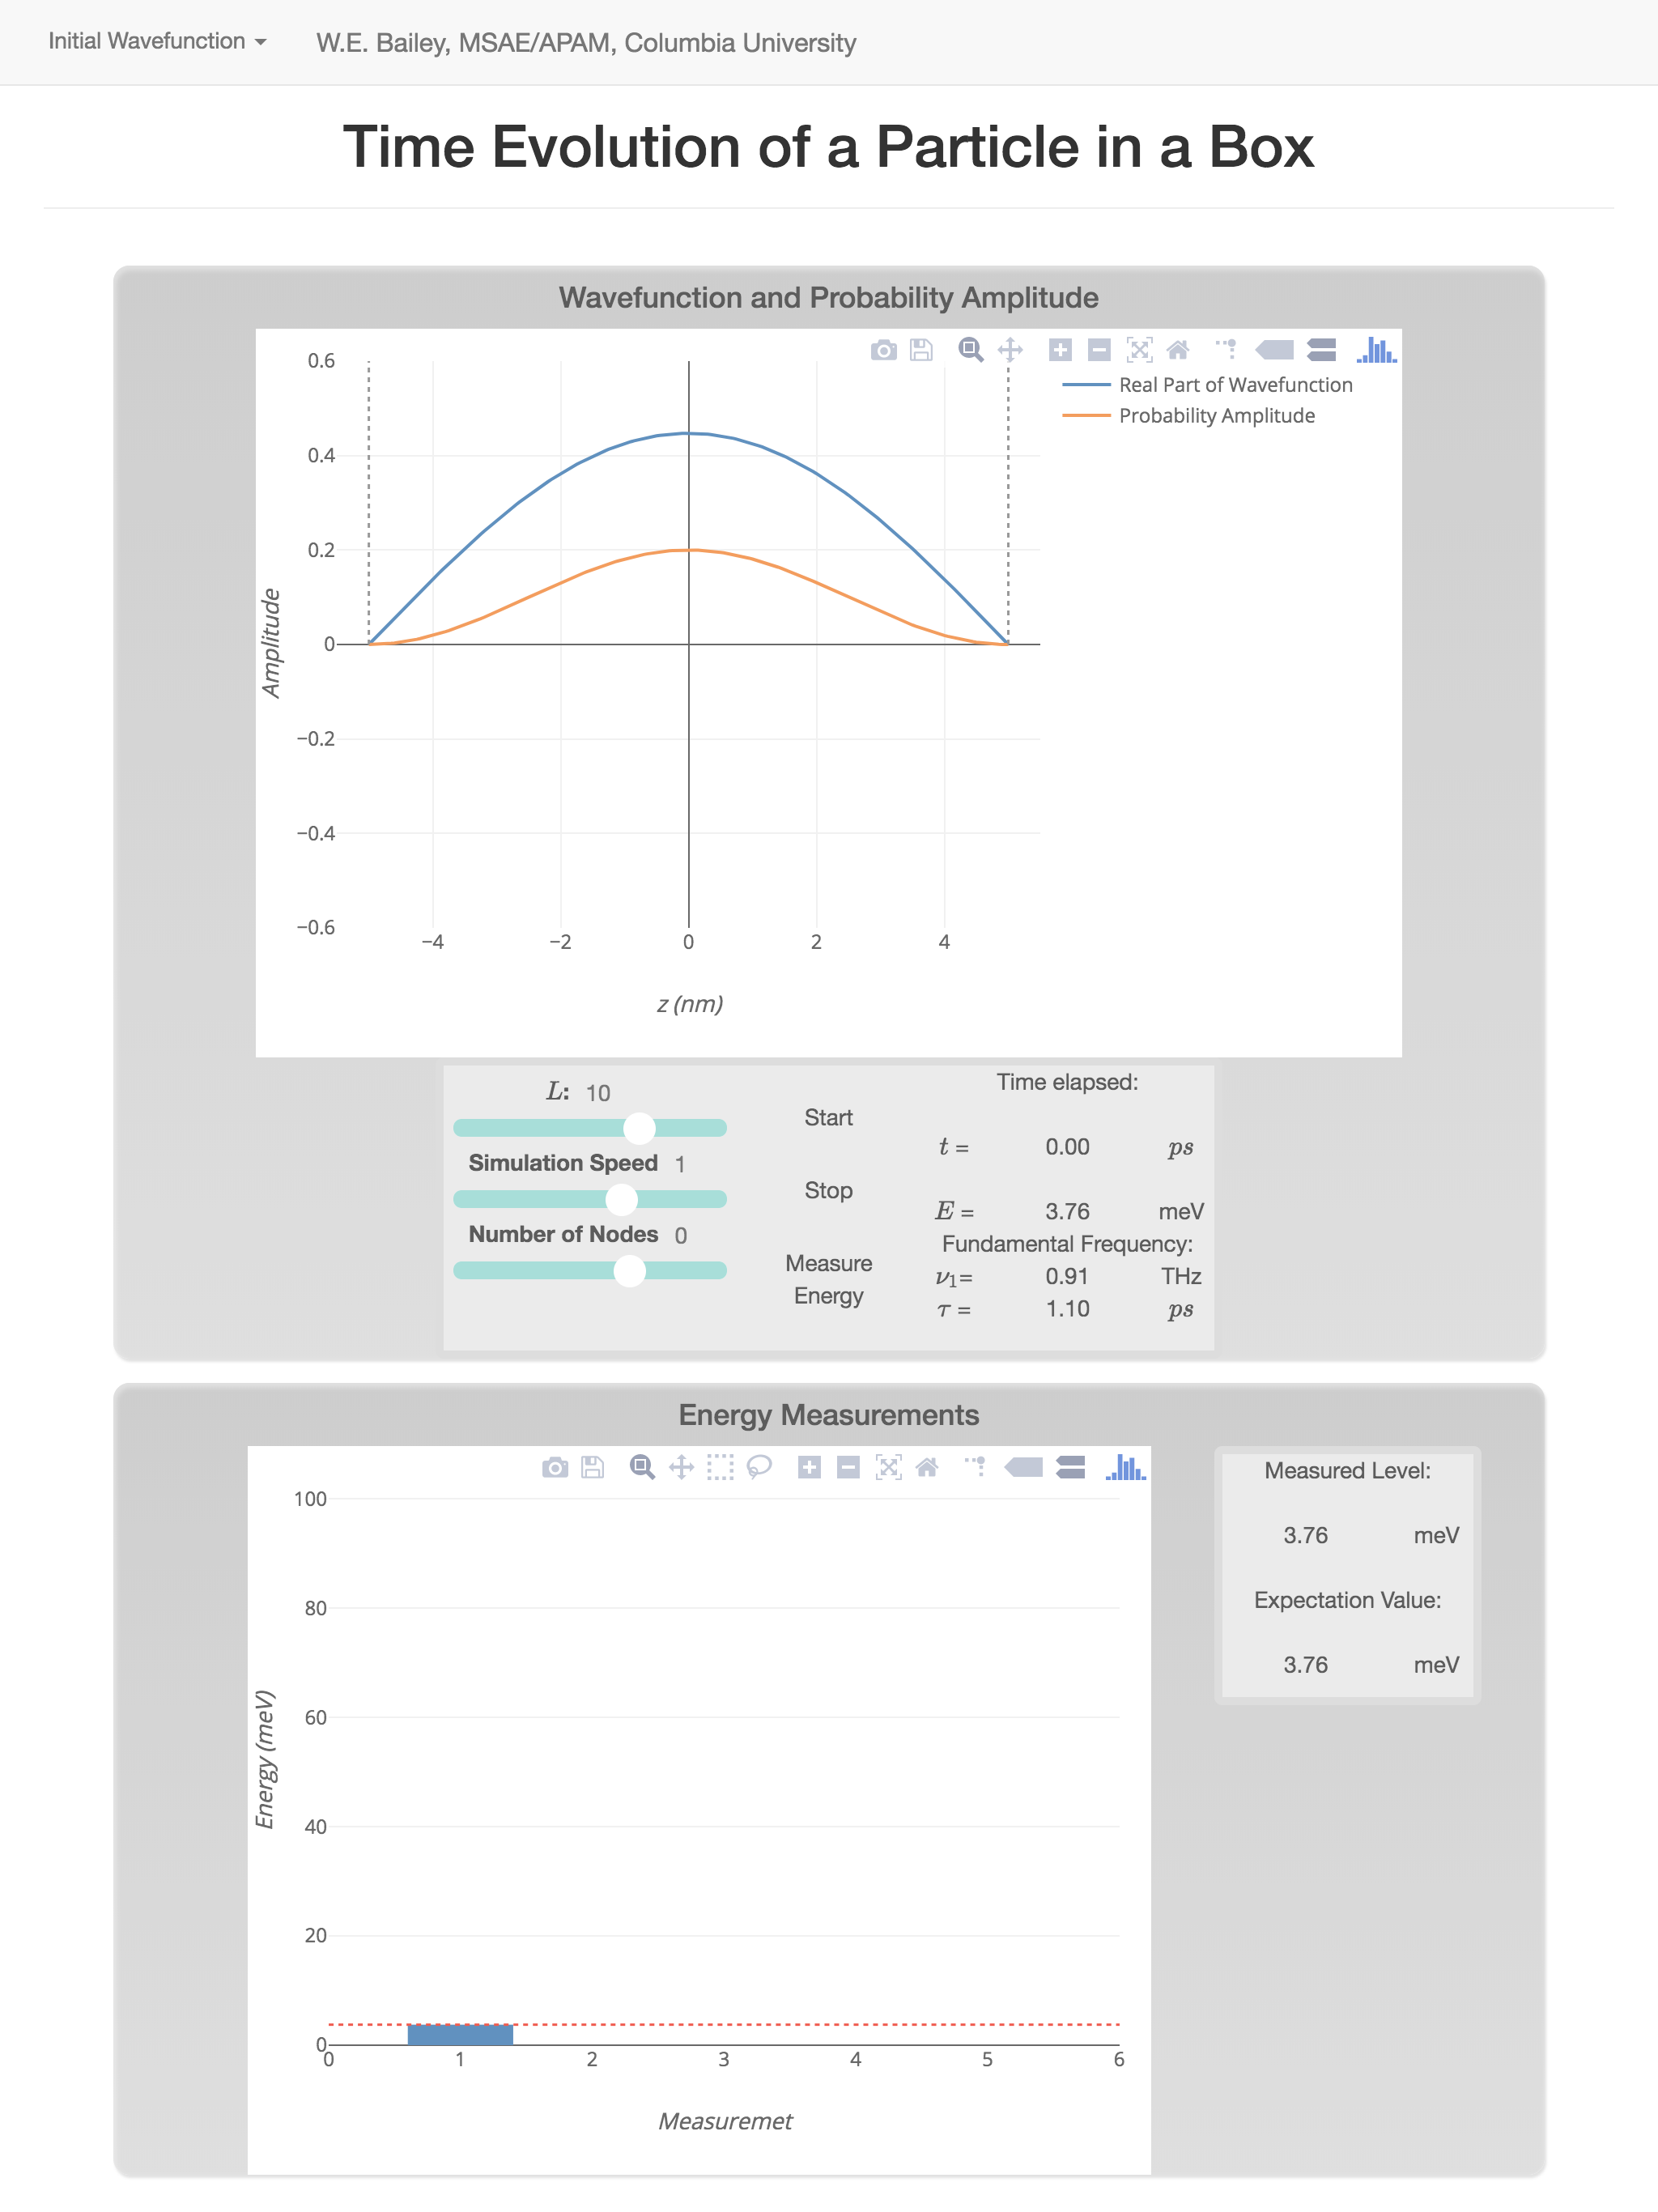 Initial Wavefunction
W.E. Bailey, MSAE/APAM, Columbia University
Time Evolution of a Particle in a Box
Wavefunction and Probability Amplitude
Real Part of Wavefunction
Probability Amplitude
0.6
0.4
0.2
0
−0.2
−0.4
−0.6
Amplitude
−4
−2
0
2
4
z (nm)
L: 10
Simulation Speed 1
Number of Nodes 0
Start
Stop
Measure
Energy
Time elapsed:
t = 0.00 ps
E = 3.76 meV
Fundamental Frequency:
ν₁= 0.91 THz
τ = 1.10 ps
Energy Measurements
100
80
60
40
20
0
Energy (meV)
0
1
2
3
4
5
6
Measuremet
Measured Level:
3.76 meV
Expectation Value:
3.76 meV